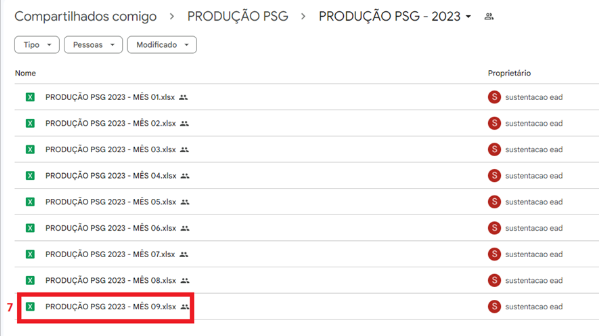 Compartilhados comigo > PRODUÇÃO PSG > PRODUÇÃO PSG - 2023
Tipo Pessoas Modificado
Nome Proprietário
PRODUÇÃO PSG 2023 - MÊS 01.xlsx S sustentacao ead
PRODUÇÃO PSG 2023 - MÊS 02.xlsx S sustentacao ead
PRODUÇÃO PSG 2023 - MÊS 03.xlsx S sustentacao ead
PRODUÇÃO PSG 2023 - MÊS 04.xlsx S sustentacao ead
PRODUÇÃO PSG 2023 - MÊS 05.xlsx S sustentacao ead
PRODUÇÃO PSG 2023 - MÊS 06.xlsx S sustentacao ead
PRODUÇÃO PSG 2023 - MÊS 07.xlsx S sustentacao ead
PRODUÇÃO PSG 2023 - MÊS 08.xlsx S sustentacao ead
7 PRODUÇÃO PSG 2023 - MÊS 09.xlsx S sustentacao ead